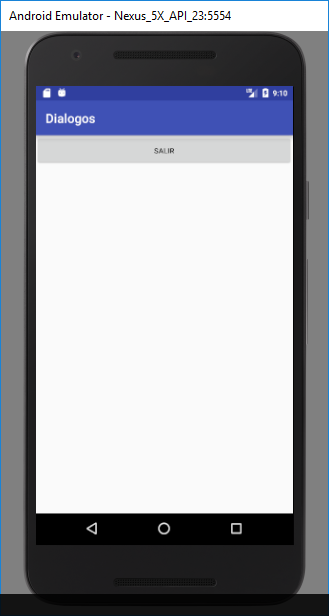 Android Emulator - Nexus_5X_API_23:5554
9:10
Dialogos
SALIR